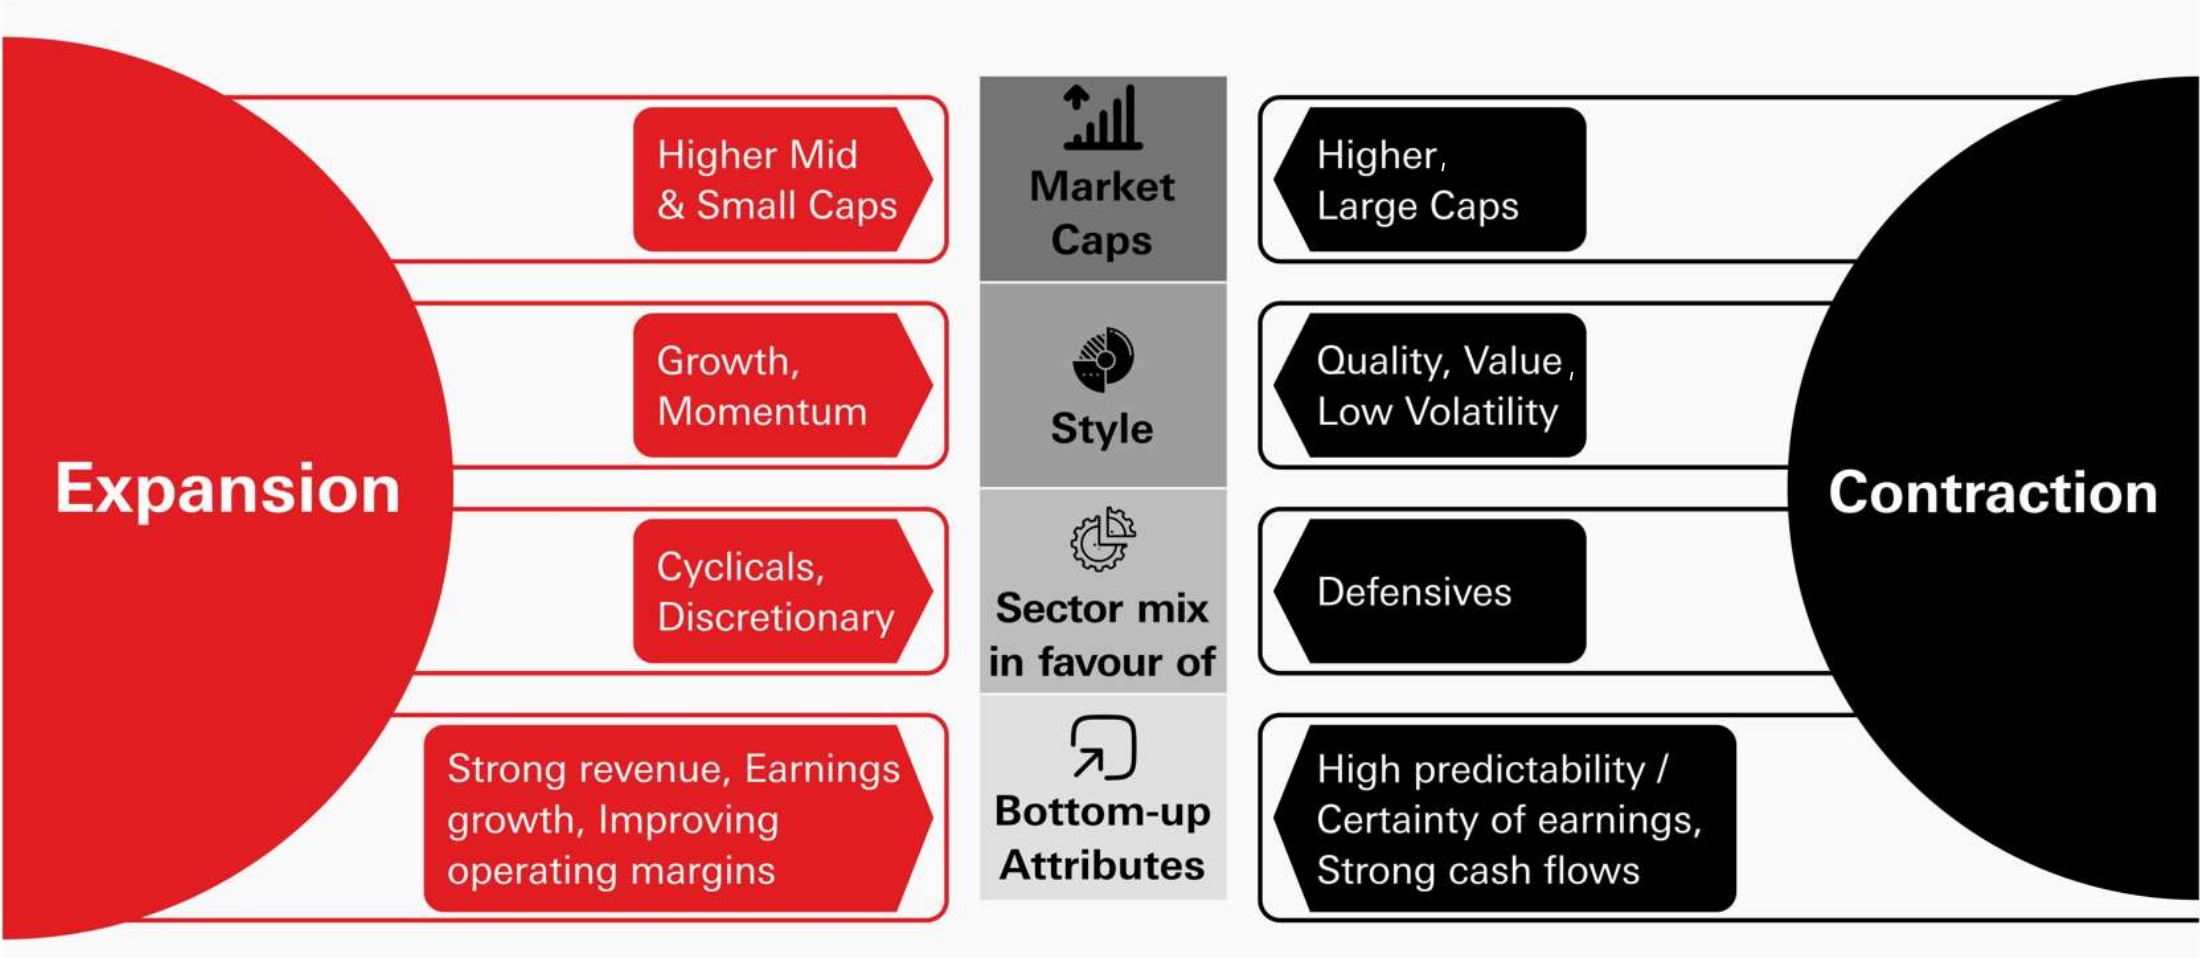 Higher Mid
& Small Caps
Market
Caps
Higher,
Large Caps
Growth,
Momentum
Style
Quality, Value,
Low Volatility
Expansion
Contraction
Cyclicals,
Discretionary
Sector mix
in favour of
Defensives
Strong revenue, Earnings
growth, Improving
operating margins
Bottom-up
Attributes
High predictability /
Certainty of earnings,
Strong cash flows